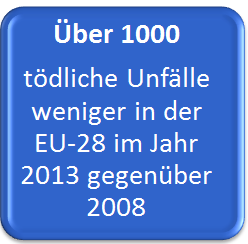 Über 1000
tödliche Unfälle
weniger in der
EU-28 im Jahr
2013 gegenüber
2008